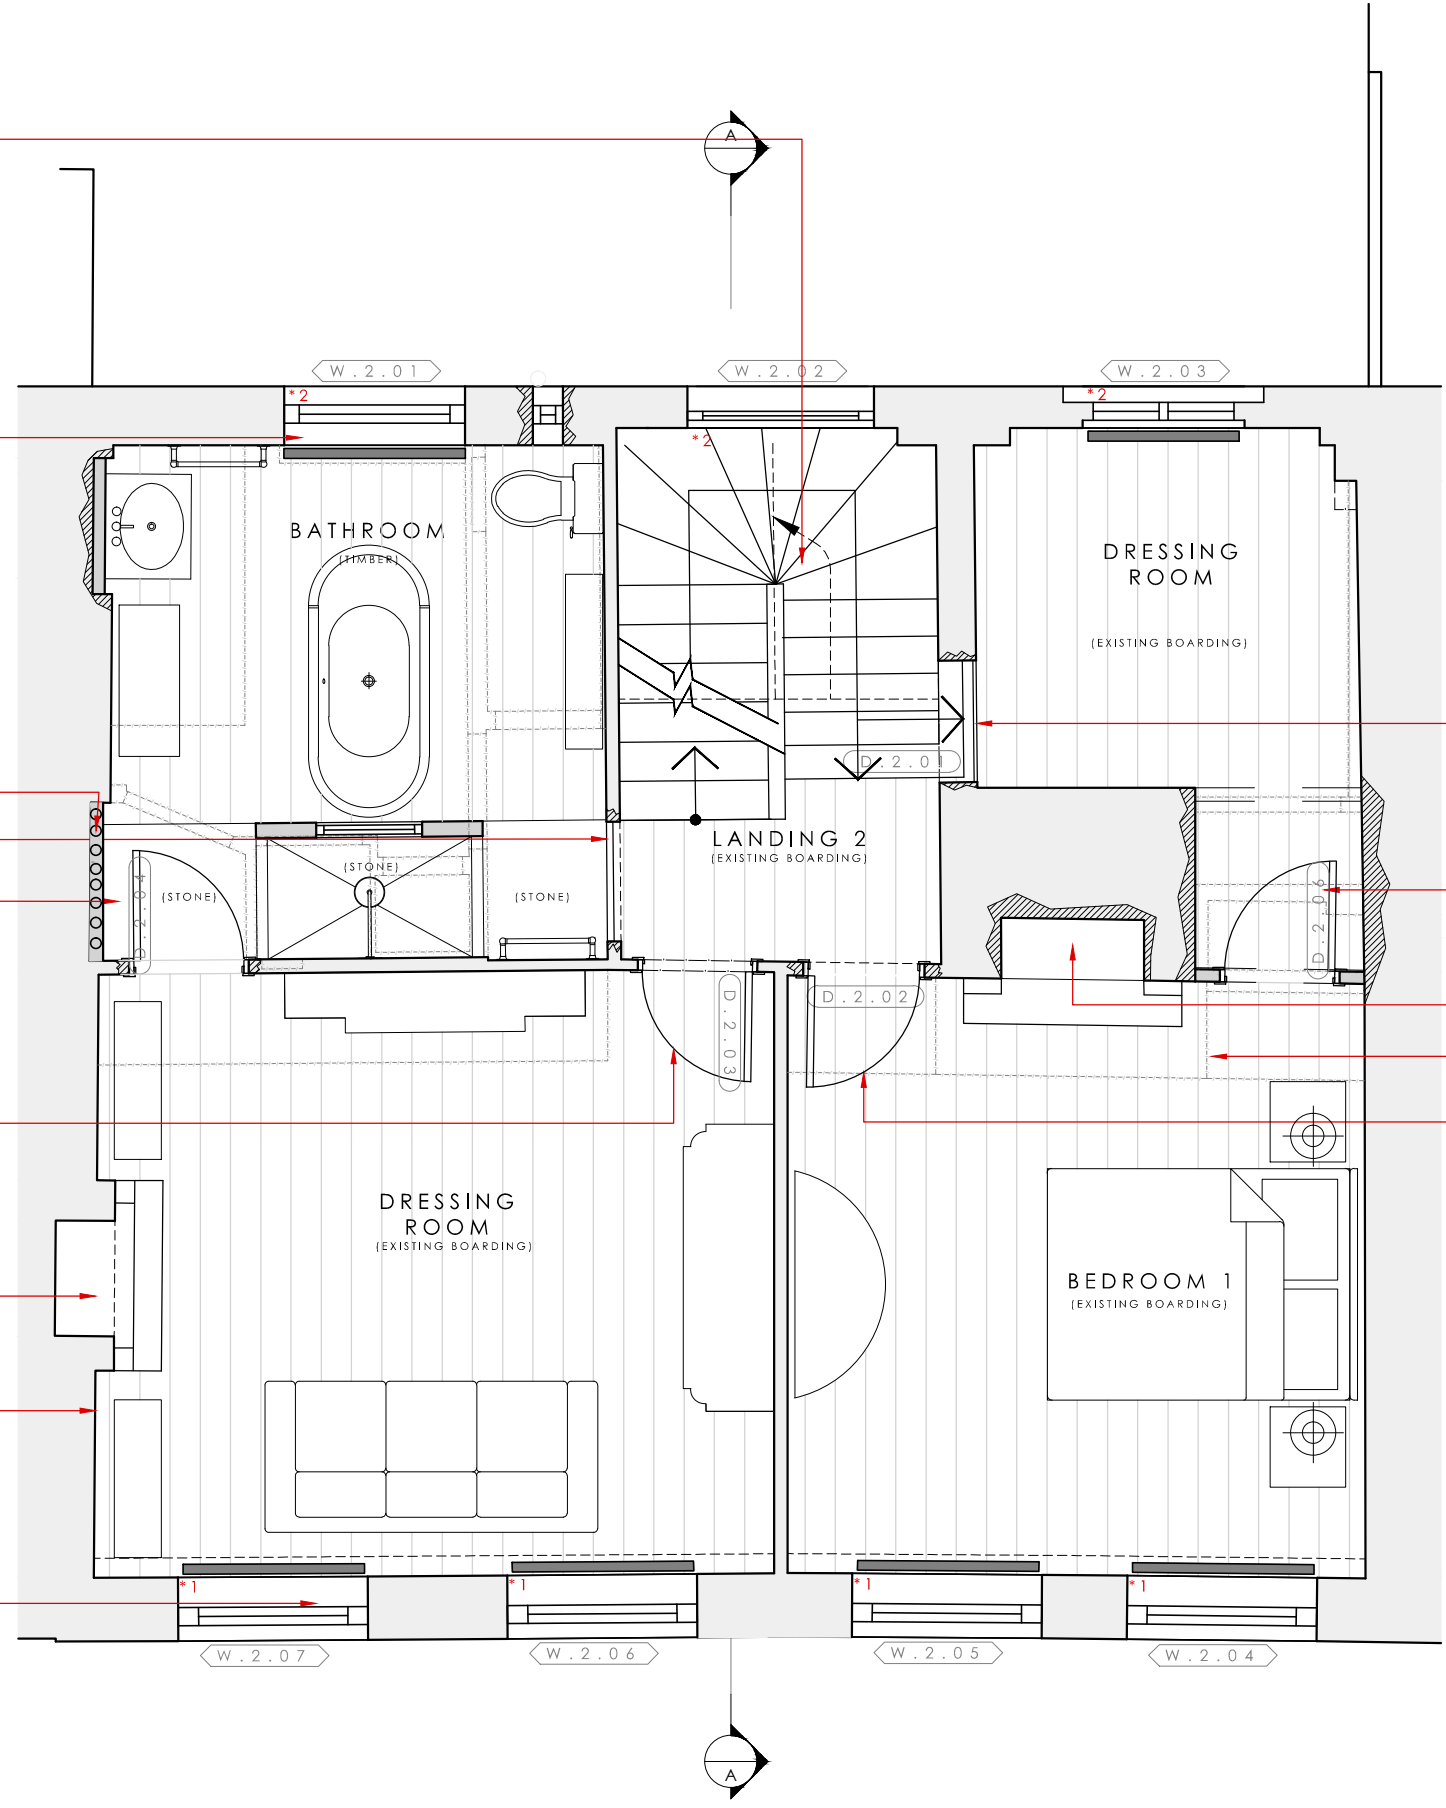 A
W.2.01
W.2.02
W.2.03
*2
*2
*2
BATHROOM
(TIMBER)
DRESSING
ROOM
(EXISTING BOARDING)
D.2.01
LANDING 2
(EXISTING BOARDING)
(STONE)
(STONE)
(STONE)
D.2.04
D.2.06
D.2.03
D.2.02
DRESSING
ROOM
(EXISTING BOARDING)
BEDROOM 1
(EXISTING BOARDING)
*1
*1
*1
*1
W.2.07
W.2.06
W.2.05
W.2.04
A